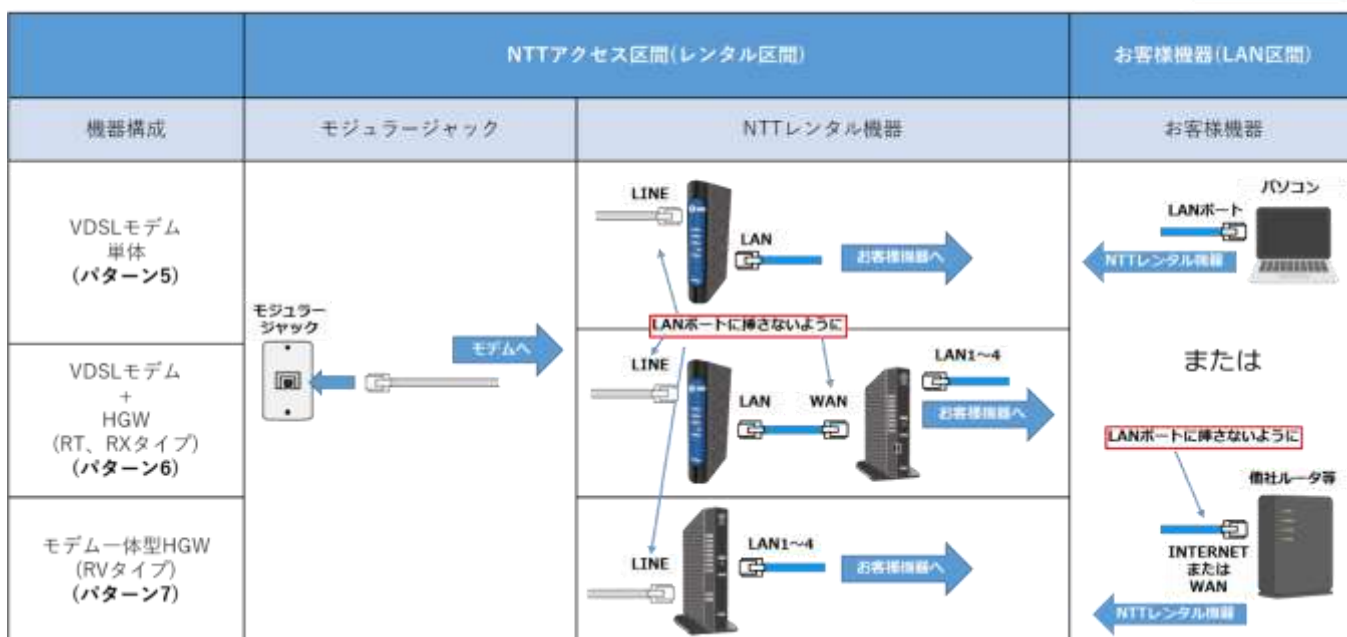 NTTアクセス区間(レンタル区間)
お客様機器(LAN区間)
機器構成
モジュラージャック
NTTレンタル機器
お客様機器
VDSLモデム
単体
(パターン5)
モジュラー
ジャック
モデムへ
LINE
LAN
お客様機器へ
LANポートに挿さないように
パソコン
LANポート
NTTレンタル機器
または
VDSLモデム
+
HGW
(RT、RXタイプ)
(パターン6)
LINE
LAN
WAN
LAN1~4
お客様機器へ
LANポートに挿さないように
他社ルータ等
INTERNET
または
WAN
NTTレンタル機器
モデム一体型HGW
(RVタイプ)
(パターン7)
LINE
LAN1~4
お客様機器へ